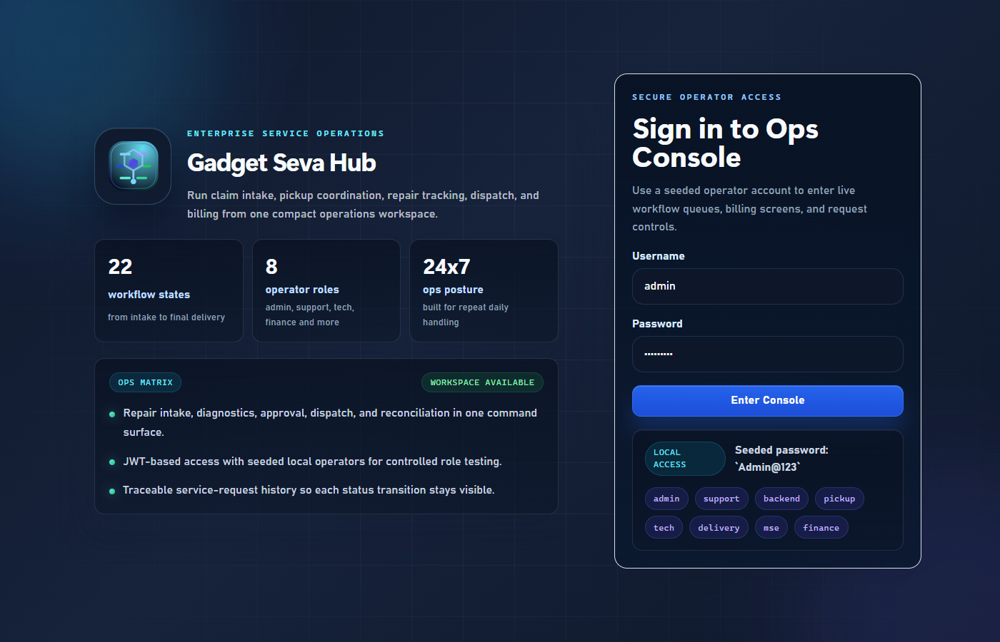 ENTERPRISE SERVICE OPERATIONS
Gadget Seva Hub
Run claim intake, pickup coordination, repair tracking, dispatch, and
billing from one compact operations workspace.
22
workflow states
from intake to final delivery
8
operator roles
admin, support, tech,
finance and more
24x7
ops posture
built for repeat daily
handling
OPS MATRIX
WORKSPACE AVAILABLE
Repair intake, diagnostics, approval, dispatch, and reconciliation in one command
surface.
JWT-based access with seeded local operators for controlled role testing.
Traceable service-request history so each status transition stays visible.
SECURE OPERATOR ACCESS
Sign in to Ops
Console
Use a seeded operator account to enter live
workflow queues, billing screens, and request
controls.
Username
admin
Password
•••••••••
Enter Console
LOCAL
ACCESS
Seeded password:
`Admin@123`
admin support backend pickup
tech delivery mse finance